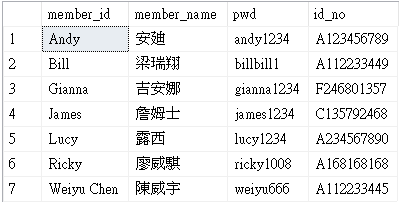 member_id member_name pwd id_no
1 Andy 安廸 andy1234 A123456789
2 Bill 梁瑞翔 billbill1 A112233449
3 Gianna 吉安娜 gianna1234 F246801357
4 James 詹姆士 james1234 C135792468
5 Lucy 露西 lucy1234 A234567890
6 Ricky 廖威騏 ricky1008 A168168168
7 Weiyu Chen 陳威宇 weiyu666 A112233445